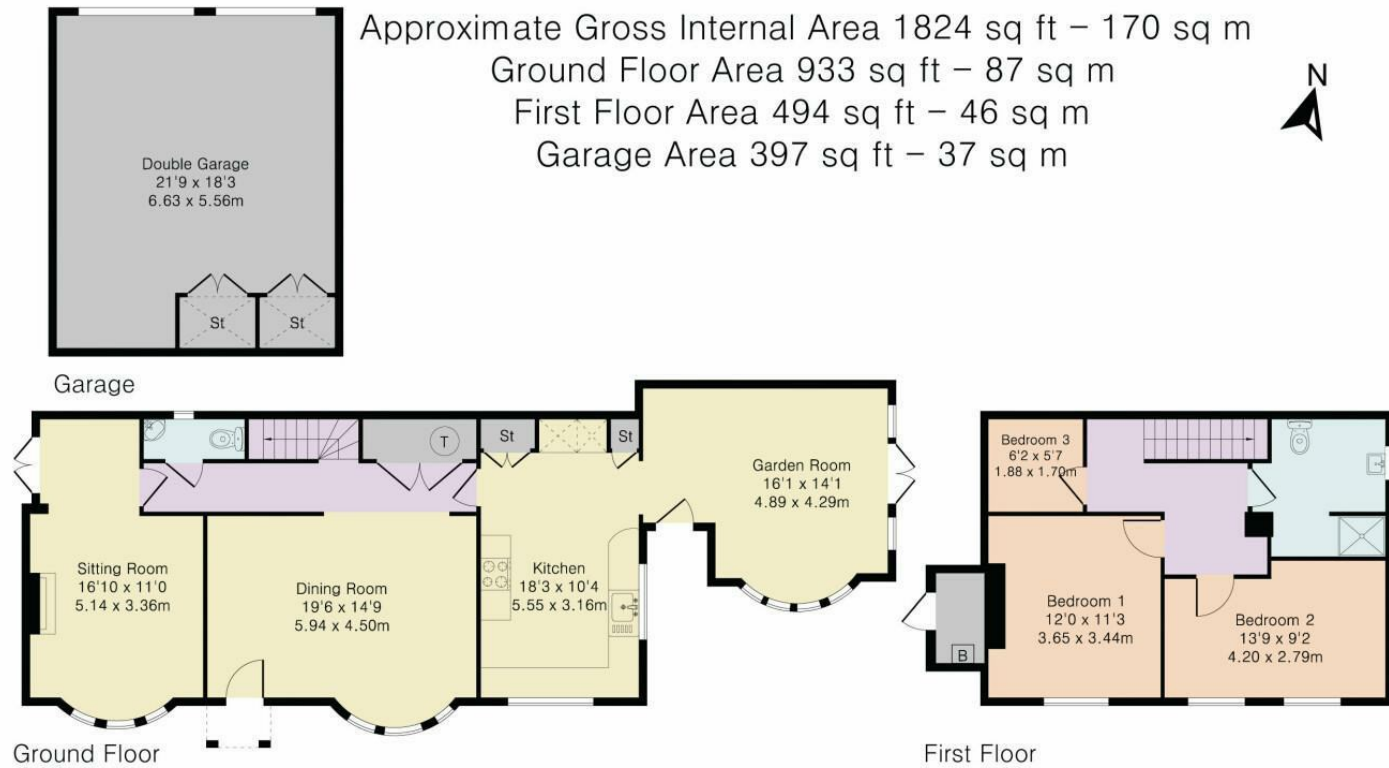 Approximate Gross Internal Area 1824 sq ft – 170 sq m
Ground Floor Area 933 sq ft – 87 sq m
First Floor Area 494 sq ft – 46 sq m
Garage Area 397 sq ft – 37 sq m
N
Double Garage
21'9 x 18'3
6.63 x 5.56m
St
St
Garage
T
St
St
Garden Room
16'1 x 14'1
4.89 x 4.29m
Sitting Room
16'10 x 11'0
5.14 x 3.36m
Dining Room
19'6 x 14'9
5.94 x 4.50m
Kitchen
18'3 x 10'4
5.55 x 3.16m
Ground Floor
Bedroom 3
6'2 x 5'7
1.88 x 1.70m
Bedroom 1
12'0 x 11'3
3.65 x 3.44m
Bedroom 2
13'9 x 9'2
4.20 x 2.79m
B
First Floor